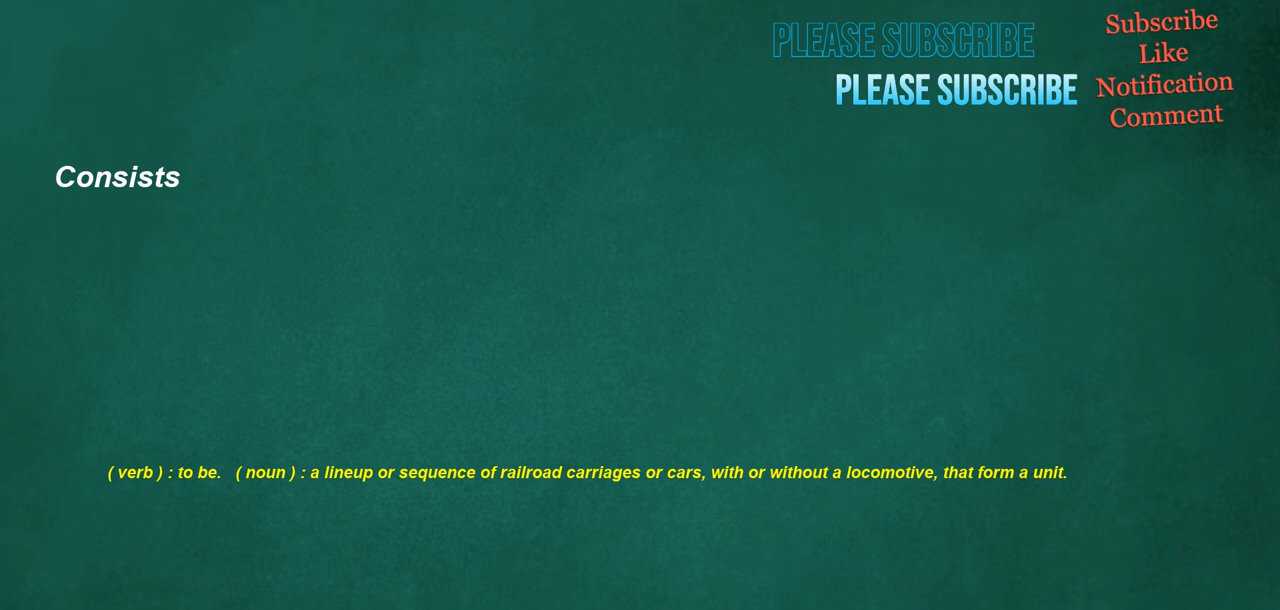 PLEASE SUBSCRIBE
PLEASE SUBSCRIBE
Subscribe
Like
Notification
Comment
Consists
( verb ) : to be. ( noun ) : a lineup or sequence of railroad carriages or cars, with or without a locomotive, that form a unit.